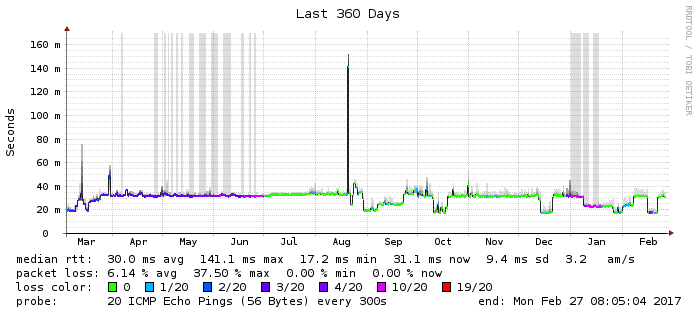 Last 360 Days
RRDTOOL / TOBI OETIKER
Seconds
160 m
140 m
120 m
100 m
80 m
60 m
40 m
20 m
0
Mar Apr May Jun Jul Aug Sep Oct Nov Dec Jan Feb
median rtt: 30.0 ms avg 141.1 ms max 17.2 ms min 31.1 ms now 9.4 ms sd 3.2 am/s
packet loss: 6.14 % avg 37.50 % max 0.00 % min 0.00 % now
loss color: 0 1/20 2/20 3/20 4/20 10/20 19/20
probe: 20 ICMP Echo Pings (56 Bytes) every 300s end: Mon Feb 27 08:05:04 2017